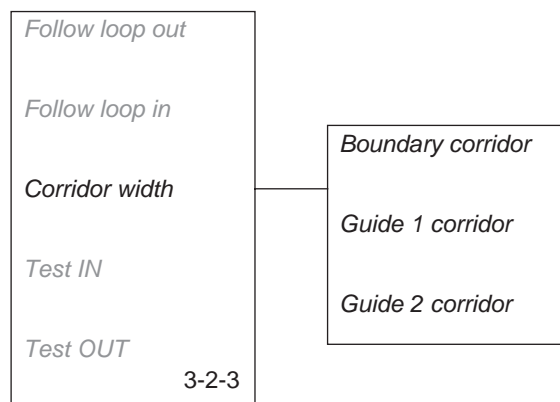 Follow loop out
Follow loop in
Corridor width
Test IN
Test OUT
3-2-3
Boundary corridor
Guide 1 corridor
Guide 2 corridor